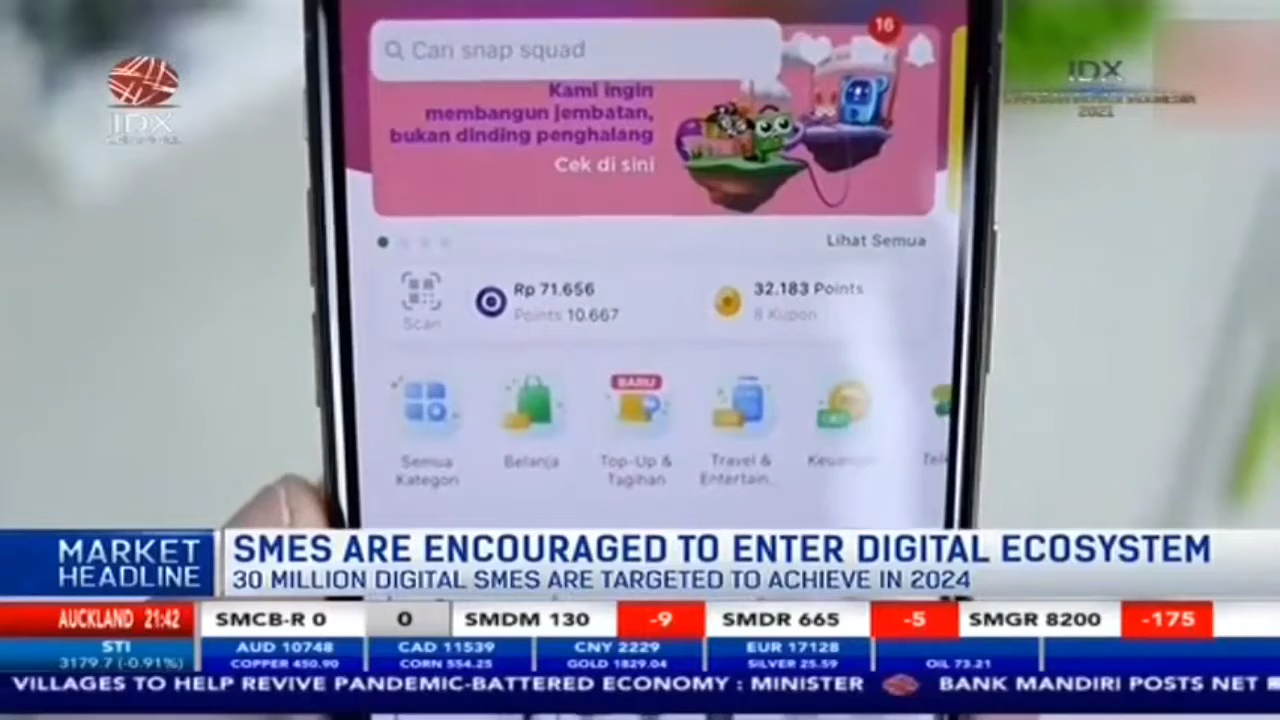 Cari snap squad
16
Kami ingin
membangun jembatan,
bukan dinding penghalang
Cek di sini
IDX
IDX
2021
Lihat Semua
Scan
Rp 71.656
Points 10.667
32.183 Points
8 Kupon
BARU
Semua
Kategori
Belanja
Top-Up &
Tagihan
Travel &
Entertain...
Keuangan
MARKET
HEADLINE
SMES ARE ENCOURAGED TO ENTER DIGITAL ECOSYSTEM
30 MILLION DIGITAL SMES ARE TARGETED TO ACHIEVE IN 2024
AUCKLAND 21:42
SMCB-R 0 0 SMDM 130 -9 SMDR 665 -5 SMGR 8200 -175
STI
3179.7 (-0.91%)
AUD 10748 CAD 11539 CNY 2229 EUR 17128
COPPER 450.90 CORN 554.25 GOLD 1829.04 SILVER 25.59 OIL 73.21
VILLAGES TO HELP REVIVE PANDEMIC-BATTERED ECONOMY : MINISTER BANK MANDIRI POSTS NET